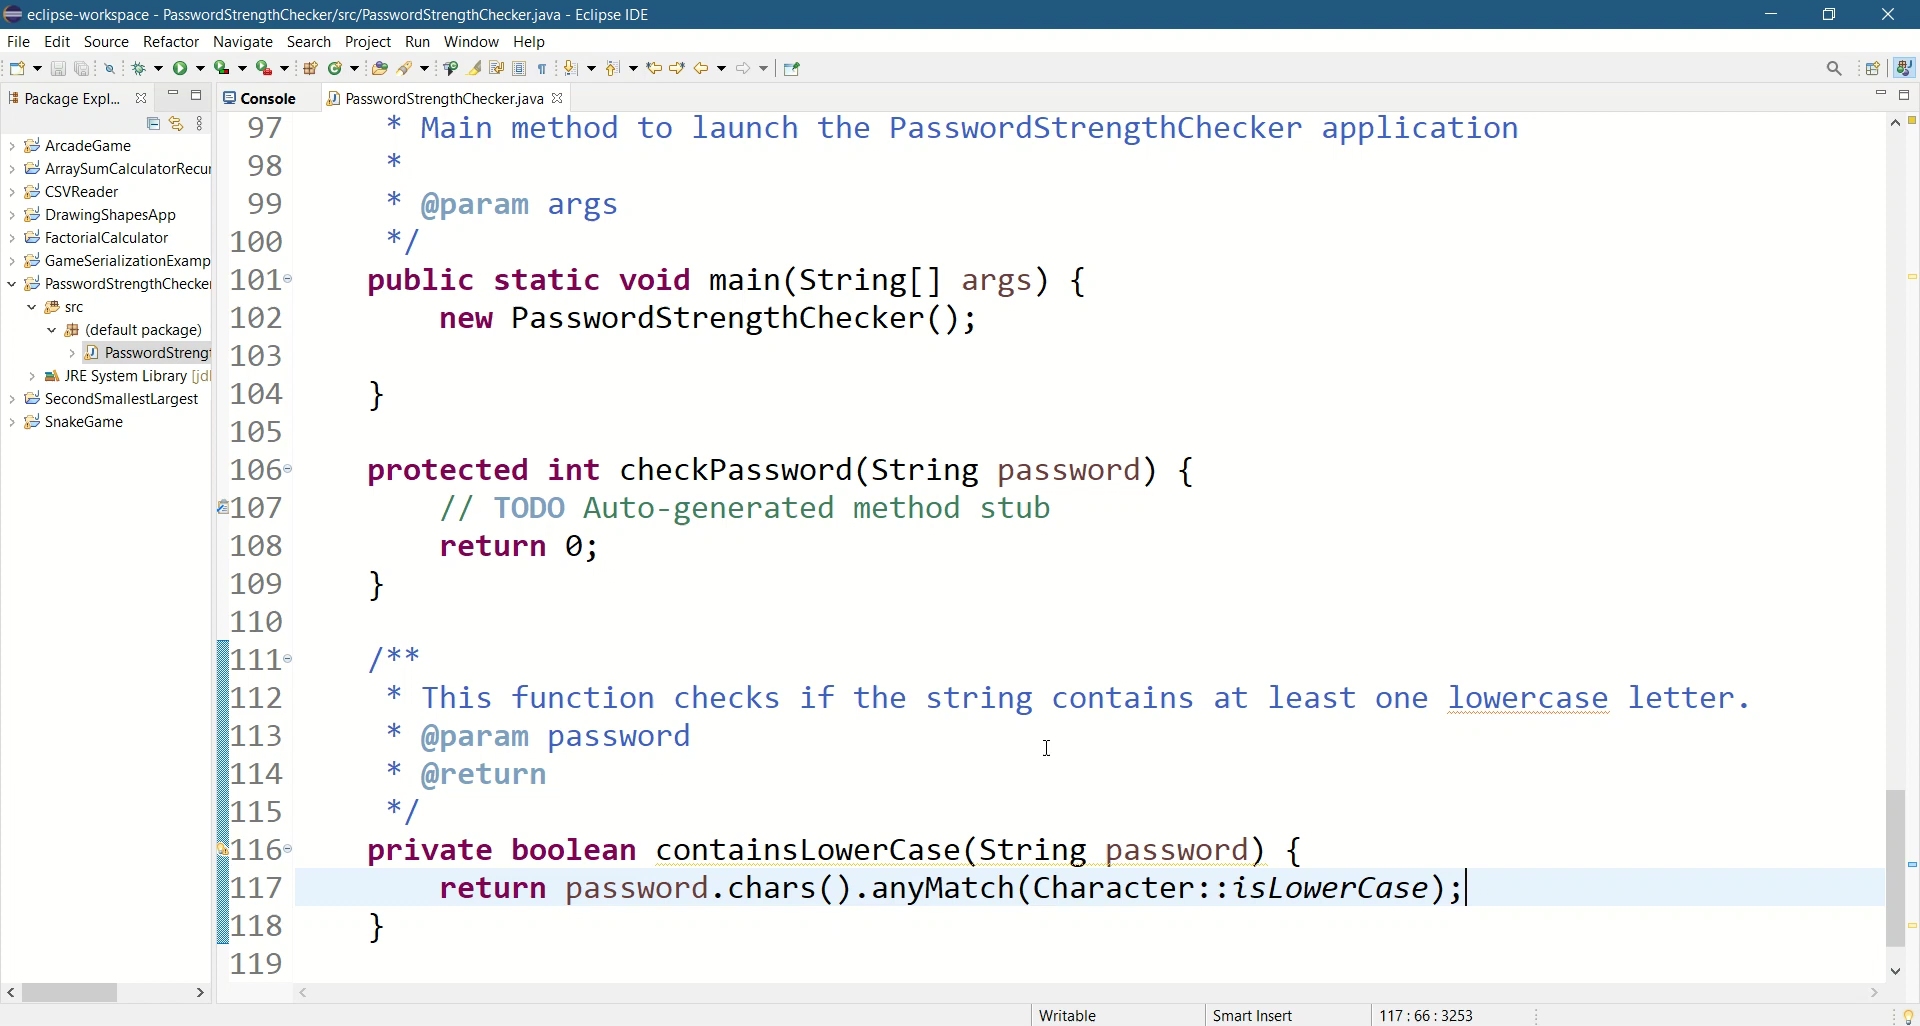 eclipse-workspace - PasswordStrengthChecker/src/PasswordStrengthChecker.java - Eclipse IDE
File Edit Source Refactor Navigate Search Project Run Window Help
Package Expl...
Console
PasswordStrengthChecker.java
ArcadeGame
ArraySumCalculatorRecur
CSVReader
DrawingShapesApp
FactorialCalculator
GameSerializationExamp
PasswordStrengthChecke
src
(default package)
PasswordStreng
JRE System Library [jd
SecondSmallestLargest
SnakeGame
97 * Main method to launch the PasswordStrengthChecker application
98 *
99 * @param args
100 */
101 public static void main(String[] args) {
102 new PasswordStrengthChecker();
103
104 }
105
106 protected int checkPassword(String password) {
107 // TODO Auto-generated method stub
108 return 0;
109 }
110
111 /**
112 * This function checks if the string contains at least one lowercase letter.
113 * @param password
114 * @return
115 */
116 private boolean containsLowerCase(String password) {
117 return password.chars().anyMatch(Character::isLowerCase);
118 }
119
Writable
Smart Insert
117 : 66 : 3253